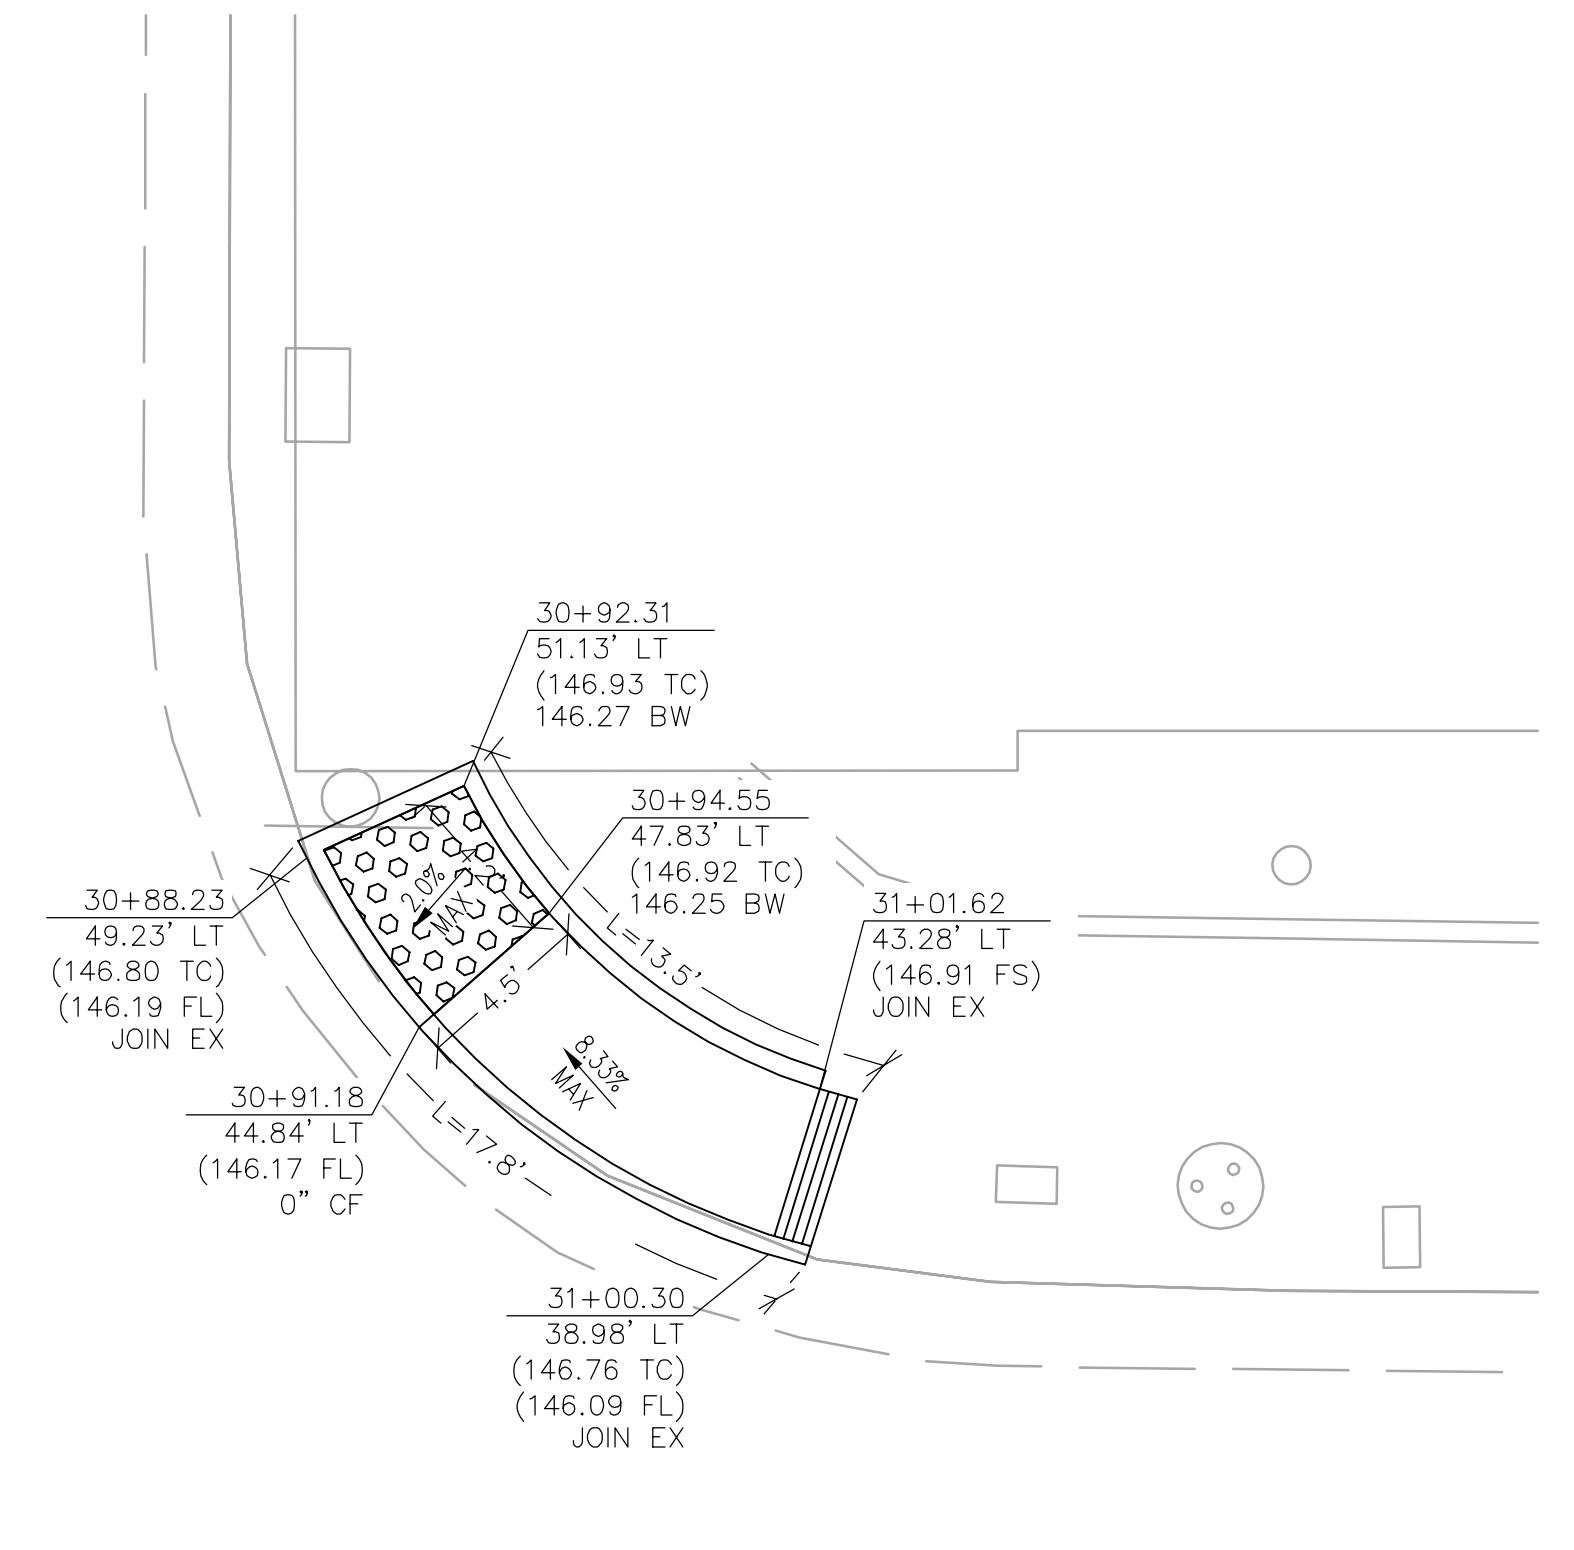 30+92.31
51.13' LT
(146.93 TC)
146.27 BW
30+94.55
47.83' LT
(146.92 TC)
146.25 BW
31+01.62
43.28' LT
(146.91 FS)
JOIN EX
30+88.23
49.23' LT
(146.80 TC)
(146.19 FL)
JOIN EX
2.0%
MAX
4.2'
L=13.5'
4.5'
8.33%
MAX
30+91.18
44.84' LT
(146.17 FL)
0" CF
L=17.8'
31+00.30
38.98' LT
(146.76 TC)
(146.09 FL)
JOIN EX